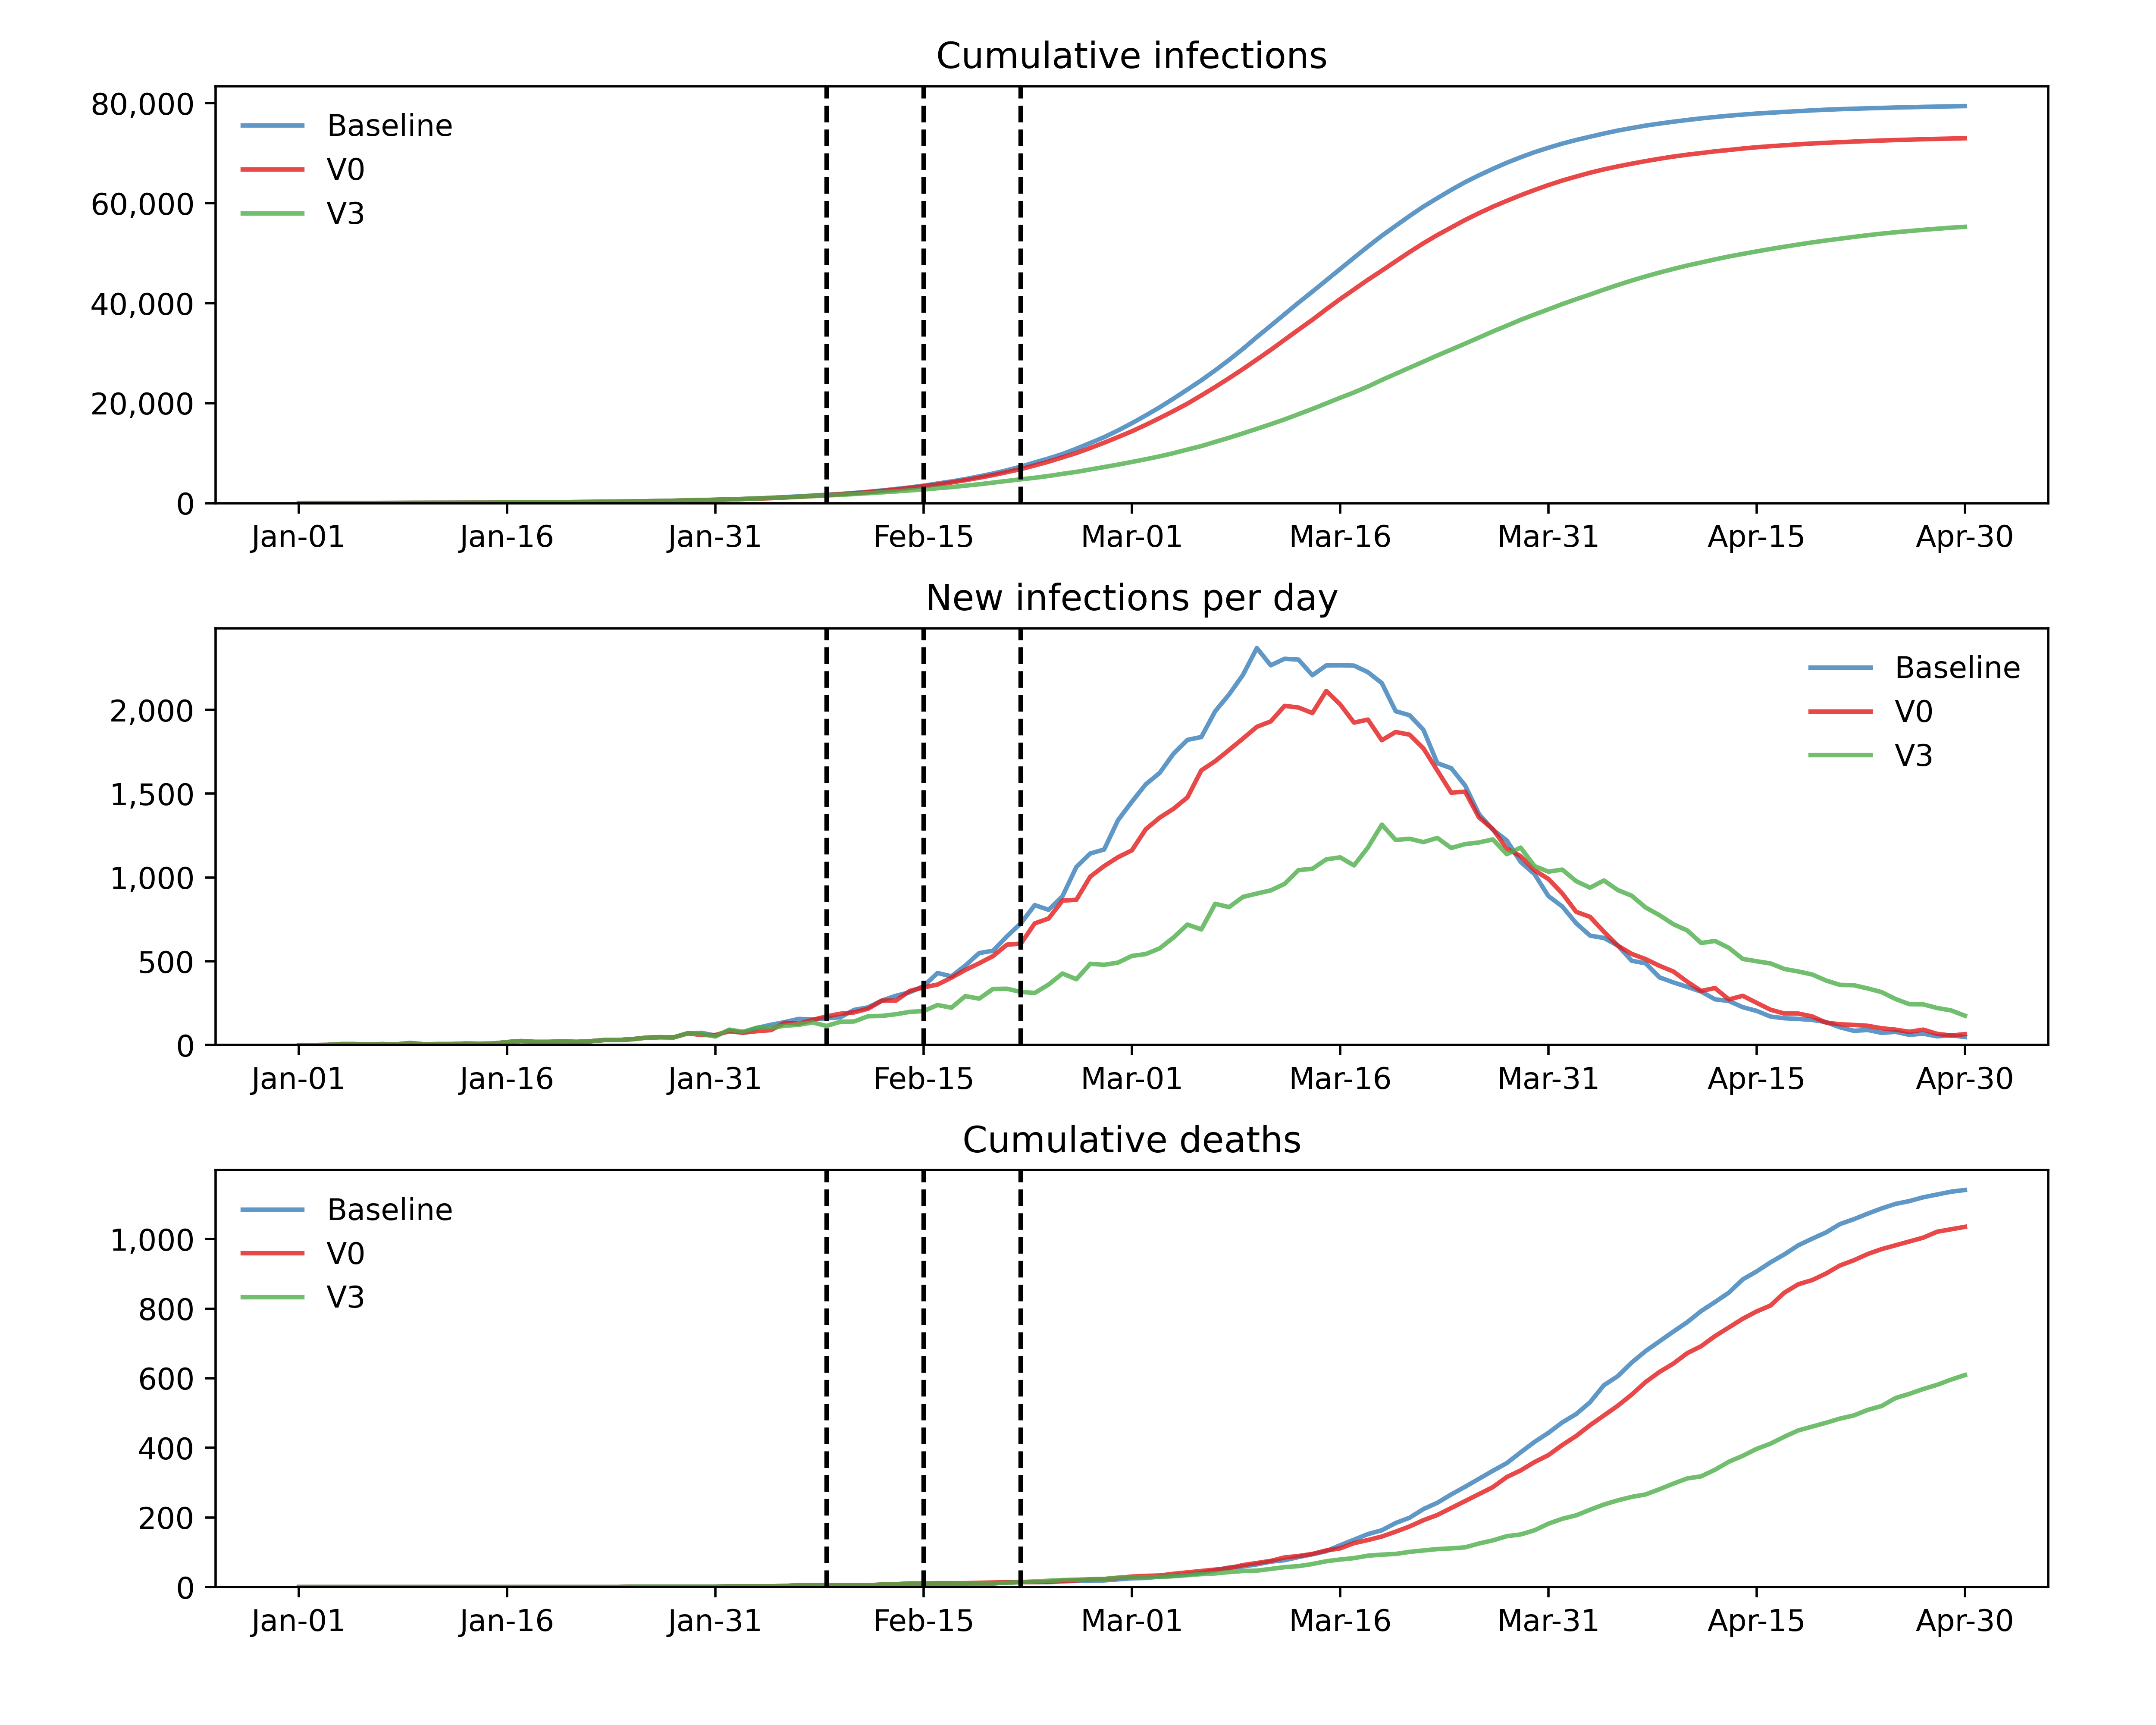 Cumulative infections
80,000
60,000
40,000
20,000
0
Baseline
V0
V3
Jan-01 Jan-16 Jan-31 Feb-15 Mar-01 Mar-16 Mar-31 Apr-15 Apr-30
New infections per day
2,000
1,500
1,000
500
0
Baseline
V0
V3
Jan-01 Jan-16 Jan-31 Feb-15 Mar-01 Mar-16 Mar-31 Apr-15 Apr-30
Cumulative deaths
1,000
800
600
400
200
0
Baseline
V0
V3
Jan-01 Jan-16 Jan-31 Feb-15 Mar-01 Mar-16 Mar-31 Apr-15 Apr-30